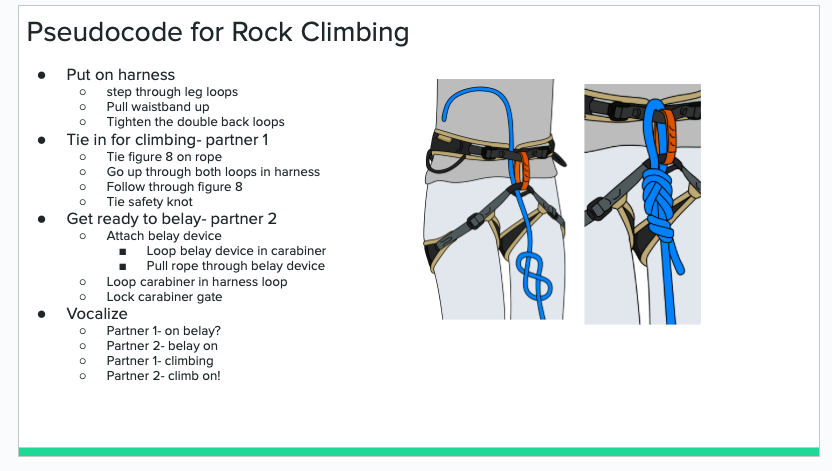 Pseudocode for Rock Climbing
● Put on harness
○ step through leg loops
○ Pull waistband up
○ Tighten the double back loops
● Tie in for climbing- partner 1
○ Tie figure 8 on rope
○ Go up through both loops in harness
○ Follow through figure 8
○ Tie safety knot
● Get ready to belay- partner 2
○ Attach belay device
■ Loop belay device in carabiner
■ Pull rope through belay device
○ Loop carabiner in harness loop
○ Lock carabiner gate
● Vocalize
○ Partner 1- on belay?
○ Partner 2- belay on
○ Partner 1- climbing
○ Partner 2- climb on!